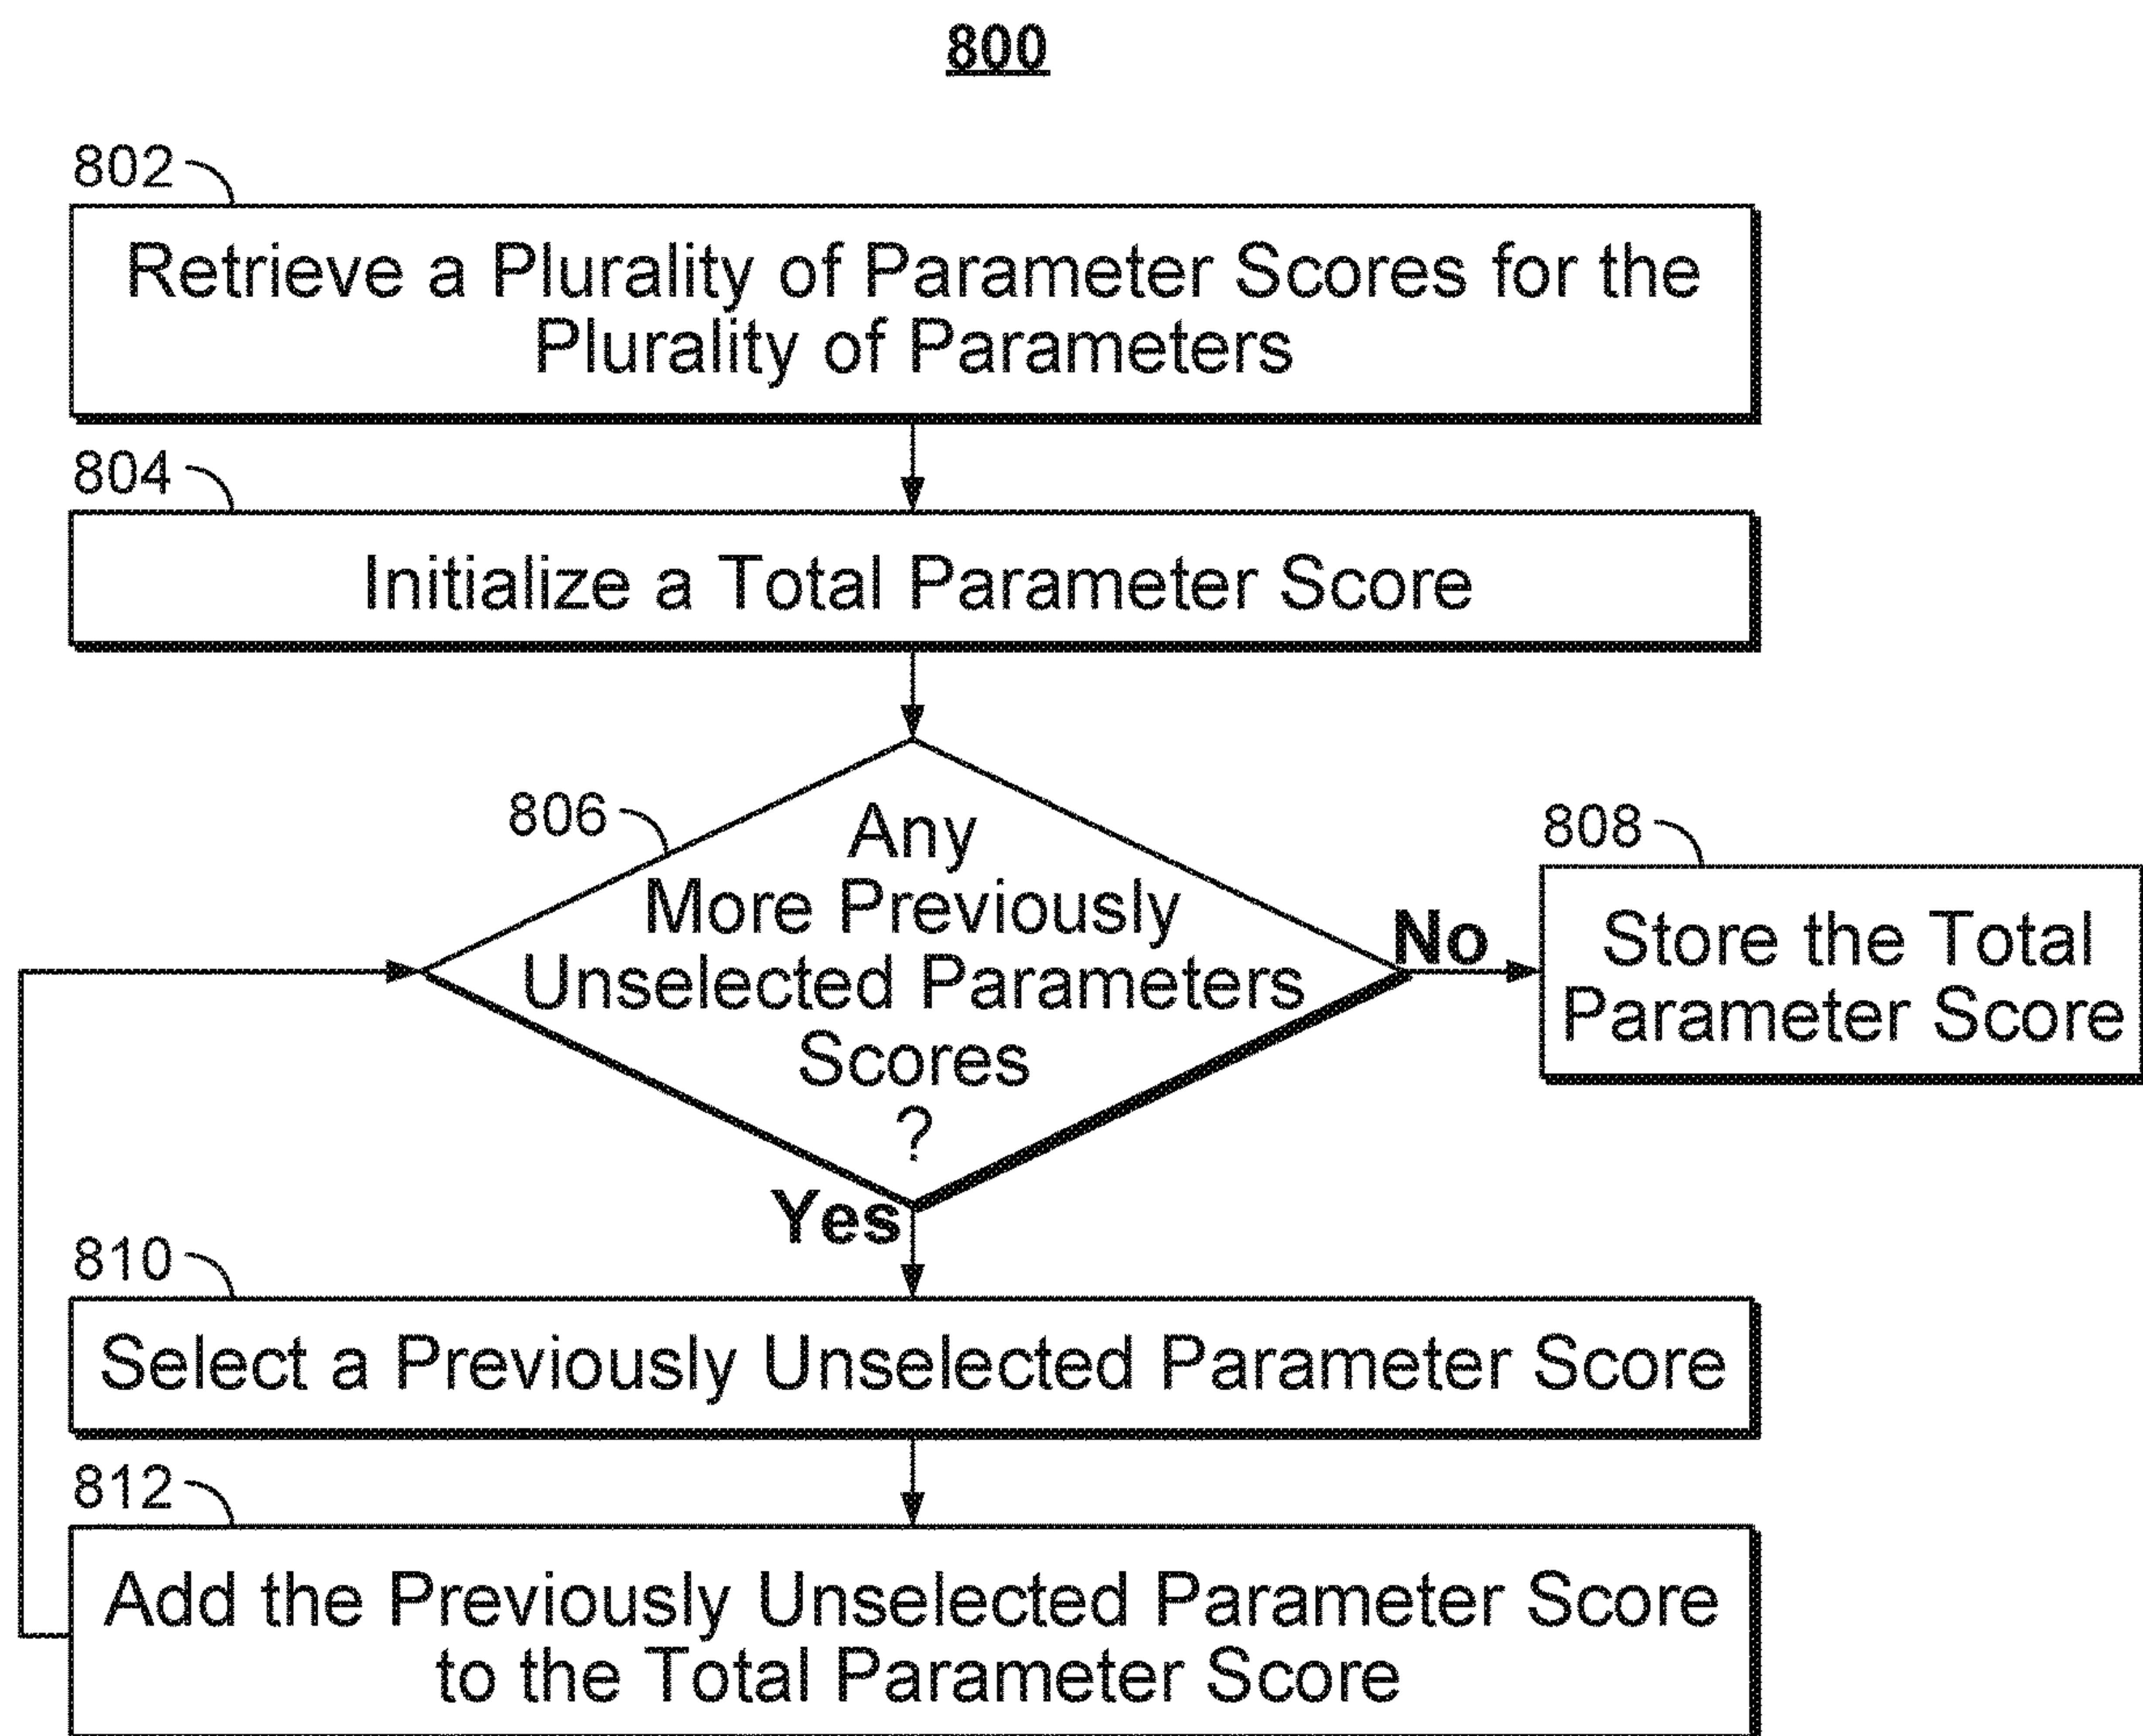 800
802
Retrieve a Plurality of Parameter Scores for the
Plurality of Parameters
804
Initialize a Total Parameter Score
806
Any
More Previously
Unselected Parameters
Scores
?
No
808
Store the Total
Parameter Score
Yes
810
Select a Previously Unselected Parameter Score
812
Add the Previously Unselected Parameter Score
to the Total Parameter Score